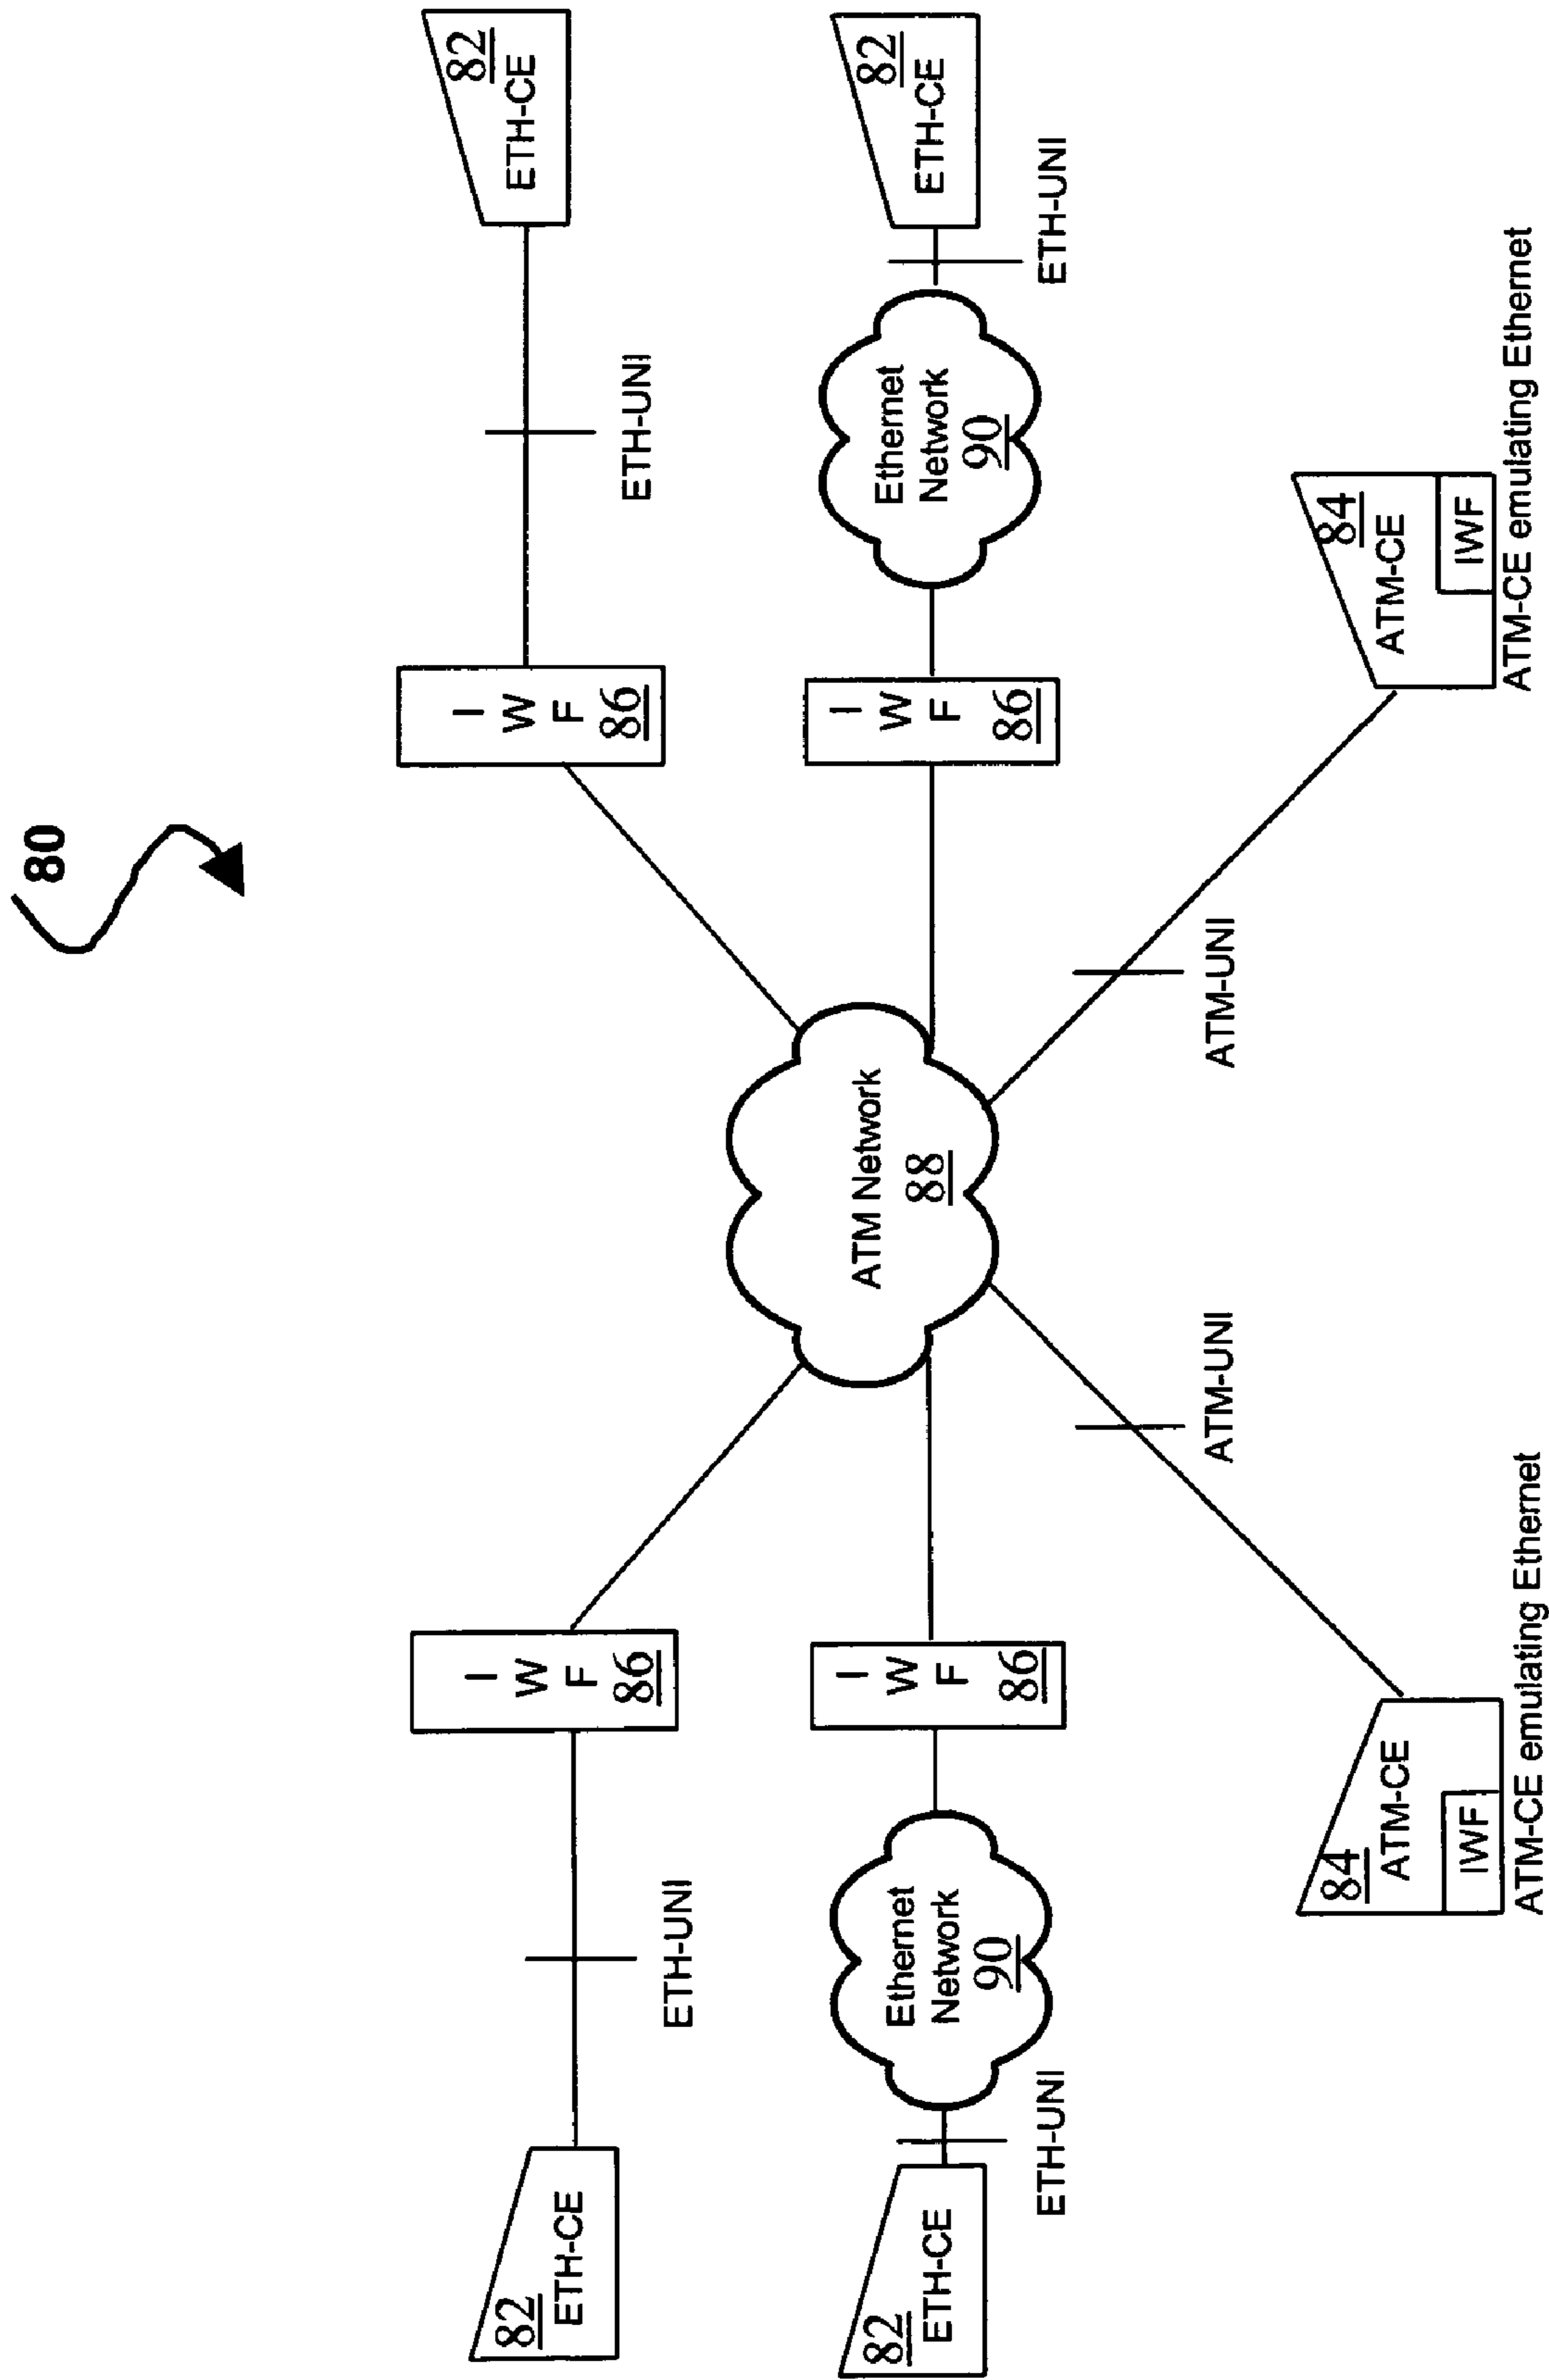 80
82
ETH-CE
ETH-UNI
I
W
F
86
I
W
F
86
ETH-UNI
82
ETH-CE
82
ETH-CE
ETH-UNI
Ethernet
Network
90
I
W
F
86
ATM Network
88
I
W
F
86
Ethernet
Network
90
ETH-UNI
82
ETH-CE
ATM-UNI
ATM-UNI
84
ATM-CE
IWF
ATM-CE emulating Ethernet
84
ATM-CE
IWF
ATM-CE emulating Ethernet